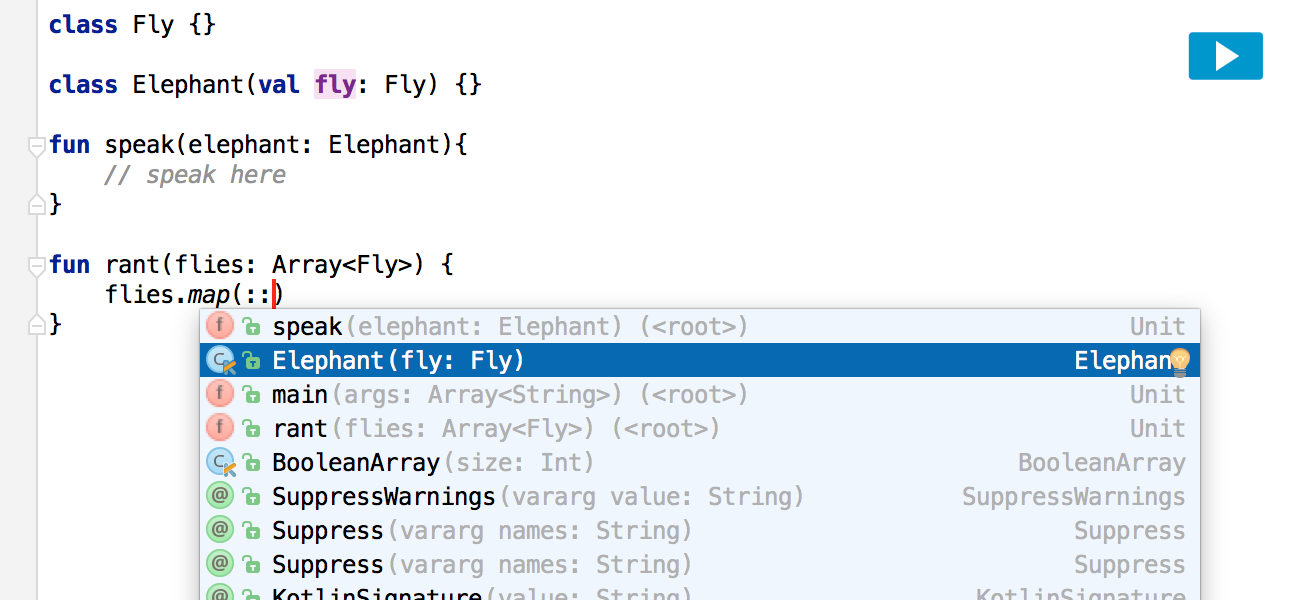 class Fly {}
class Elephant(val fly: Fly) {}
fun speak(elephant: Elephant){
// speak here
}
fun rant(flies: Array<Fly>) {
flies.map(::)
}
f speak(elephant: Elephant) (<root>) Unit
C Elephant(fly: Fly) Elephan
f main(args: Array<String>) (<root>) Unit
f rant(flies: Array<Fly>) (<root>) Unit
C BooleanArray(size: Int) BooleanArray
@ SuppressWarnings(vararg value: String) SuppressWarnings
@ Suppress(vararg names: String) Suppress
@ Suppress(vararg names: String) Suppress
@ KotlinSignature(value: String) KotlinSignature